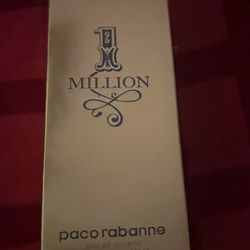 1
MILLION
paco rabanne
EAU DE TOILETTE